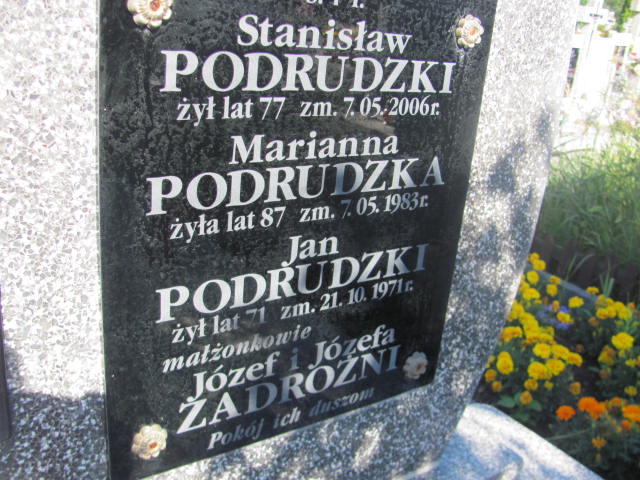 Ś. † P.
Stanisław
PODRUDZKI
żył lat 77 zm. 7.05.2006r.
Marianna
PODRUDZKA
żyła lat 87 zm. 7.05.1983r.
Jan
PODRUDZKI
żył lat 71 zm. 21.10.1971r.
małżonkowie
Józef i Józefa
ZADROŻNI
Pokój ich duszom